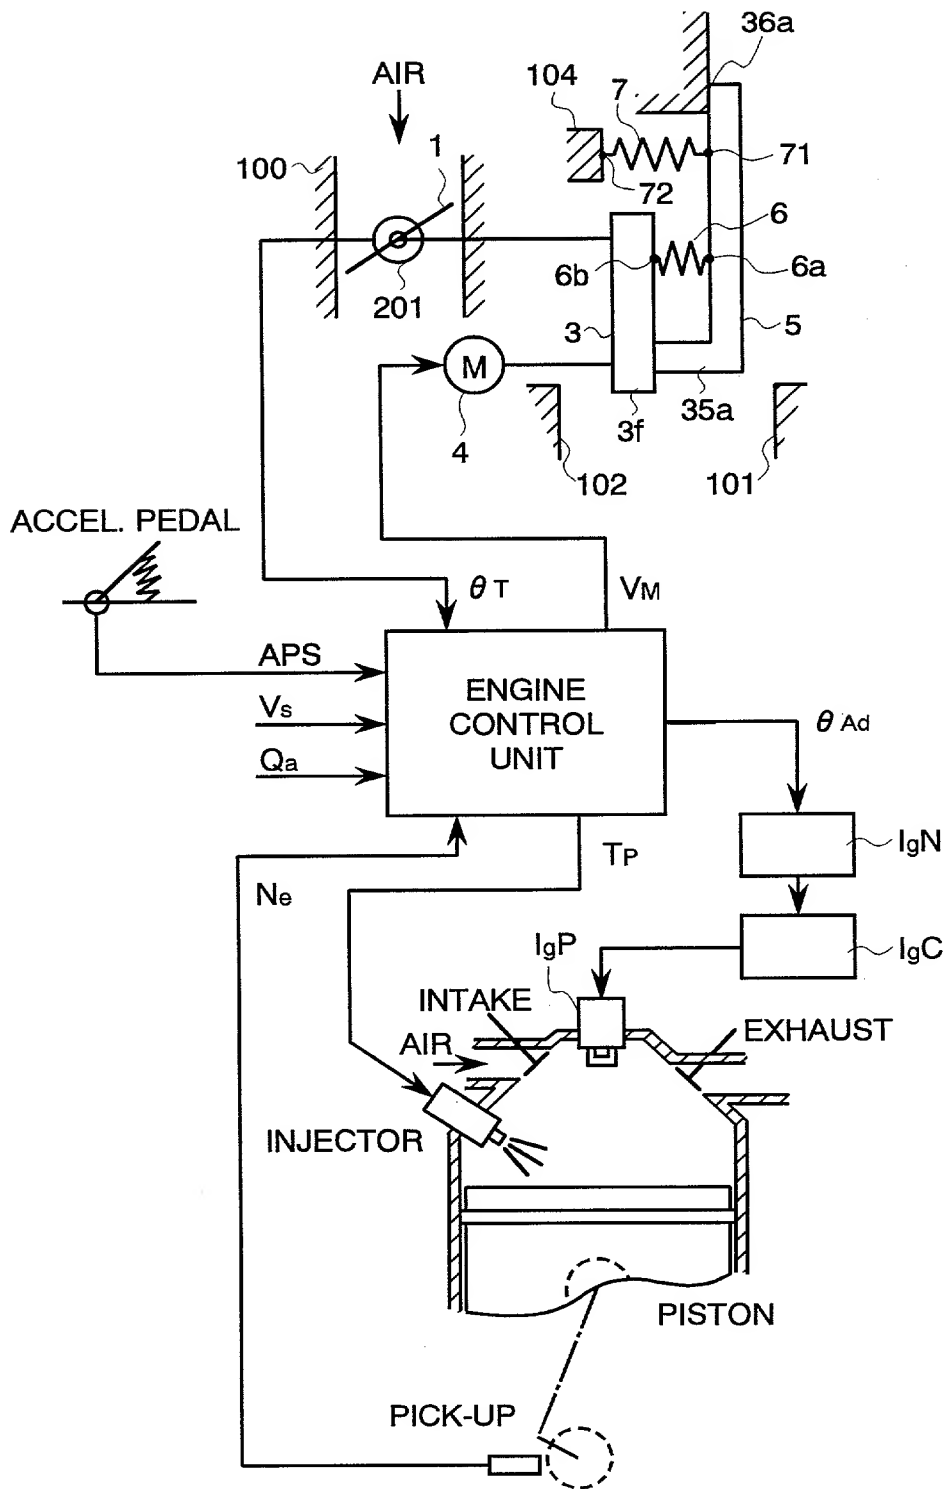 36a
AIR
104
7
1
100
71
72
6
6b
6a
201
3
5
M
35a
4
3f
102
101
ACCEL. PEDAL
θT
VM
APS
ENGINE
CONTROL
UNIT
Vs
θAd
Qa
IgN
TP
Ne
IgP
IgC
INTAKE
EXHAUST
AIR
INJECTOR
PISTON
PICK-UP